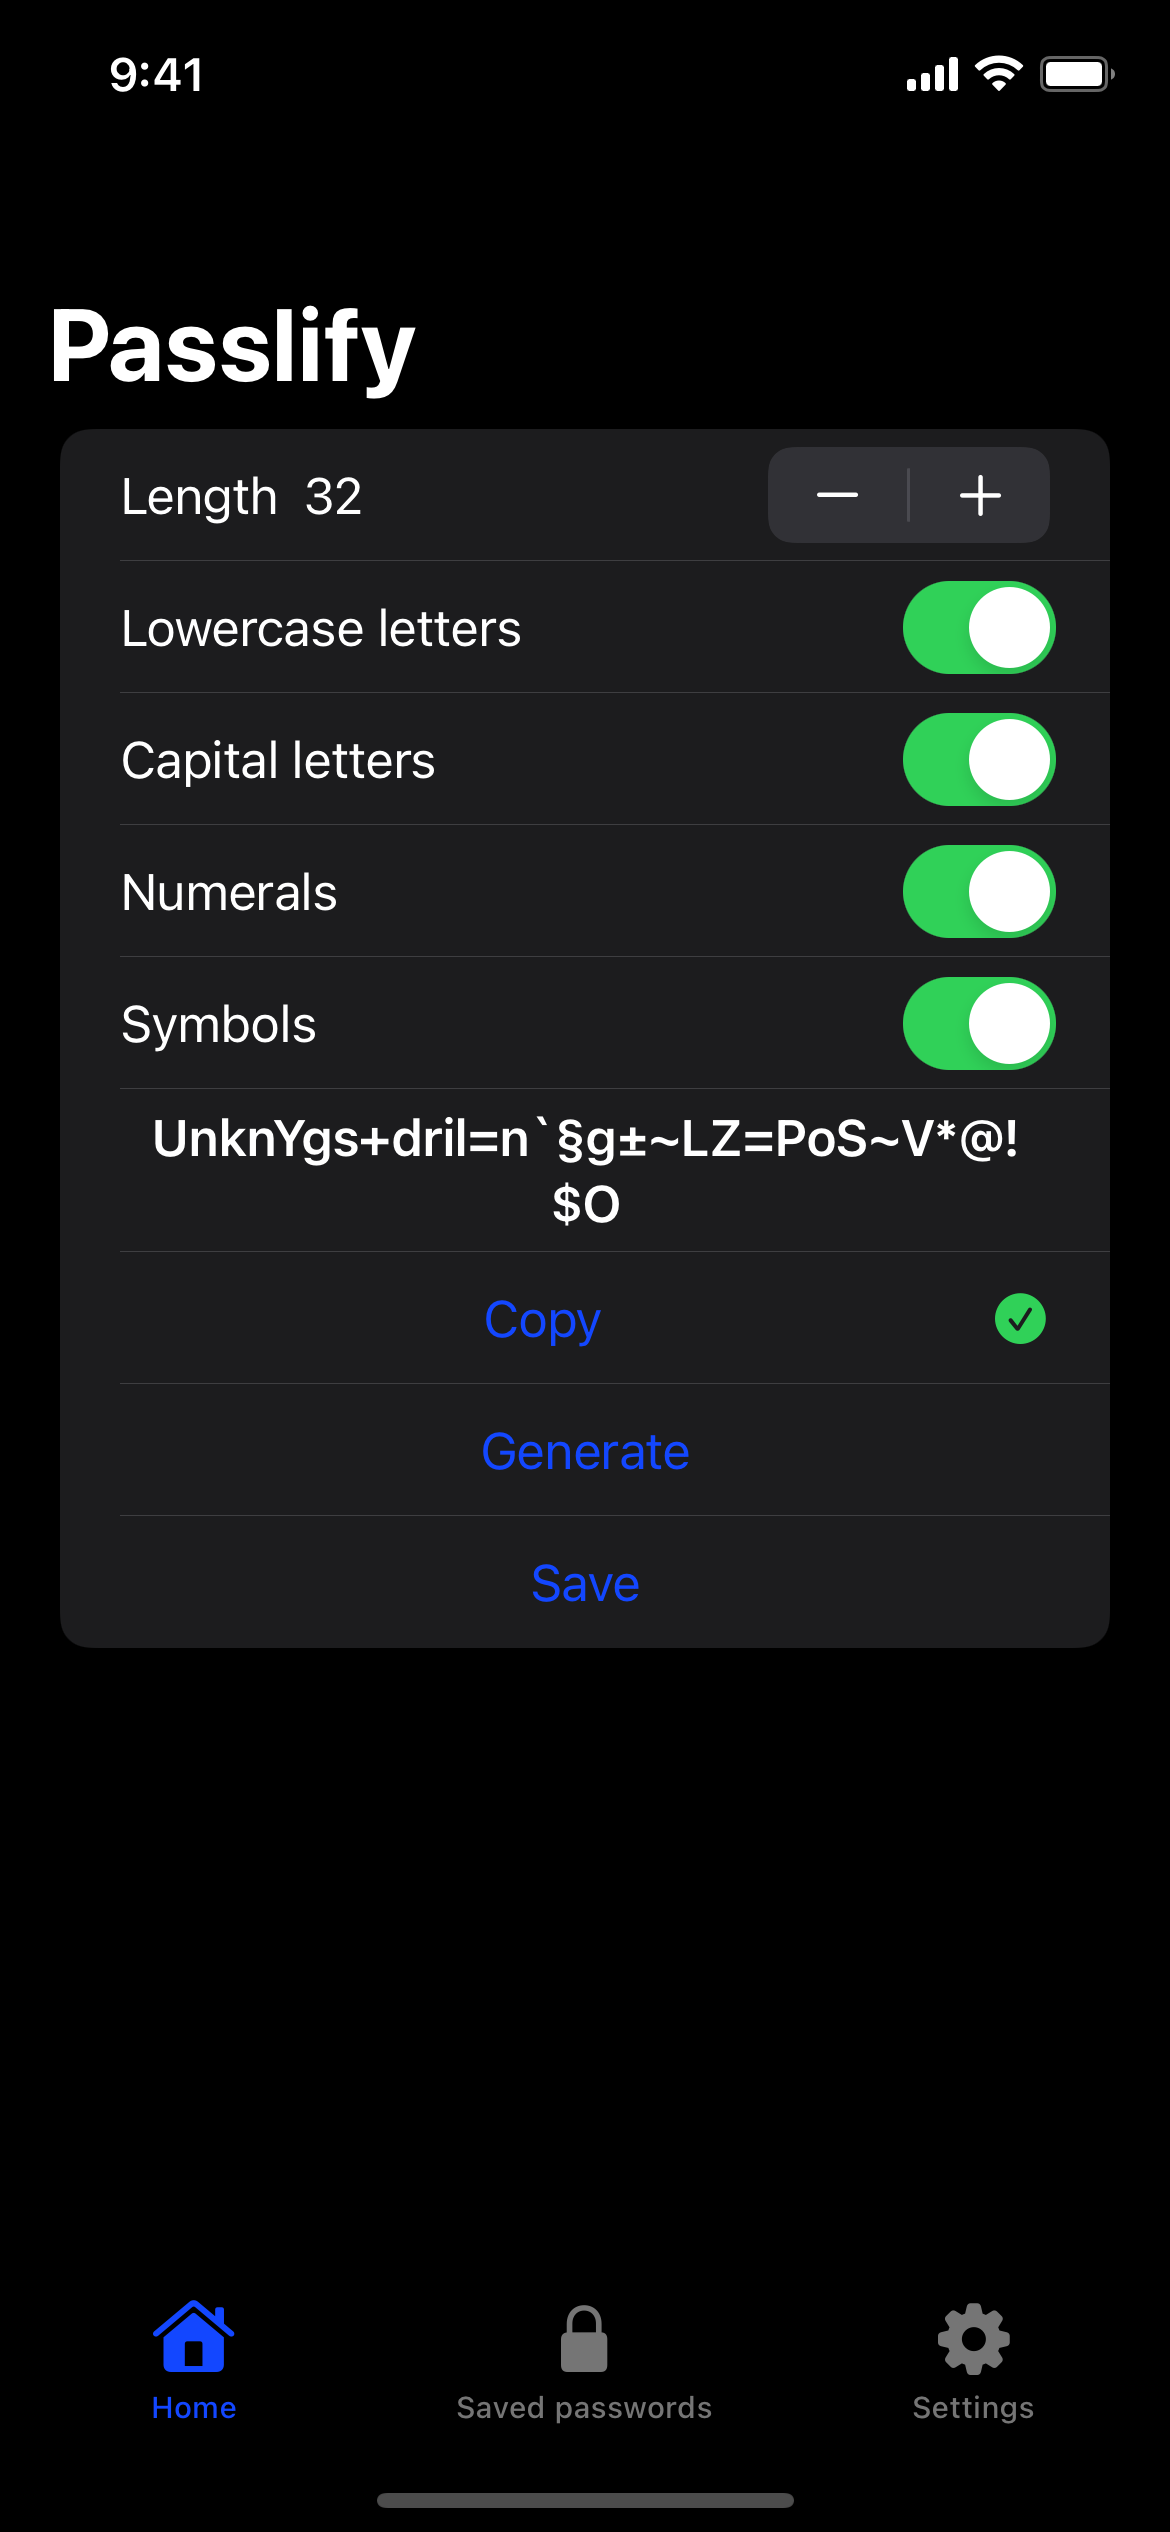 9:41
Passlify
Length 32
Lowercase letters
Capital letters
Numerals
Symbols
UnknYgs+dril=n`§g±~LZ=PoS~V*@!
$O
Copy
Generate
Save
Home
Saved passwords
Settings